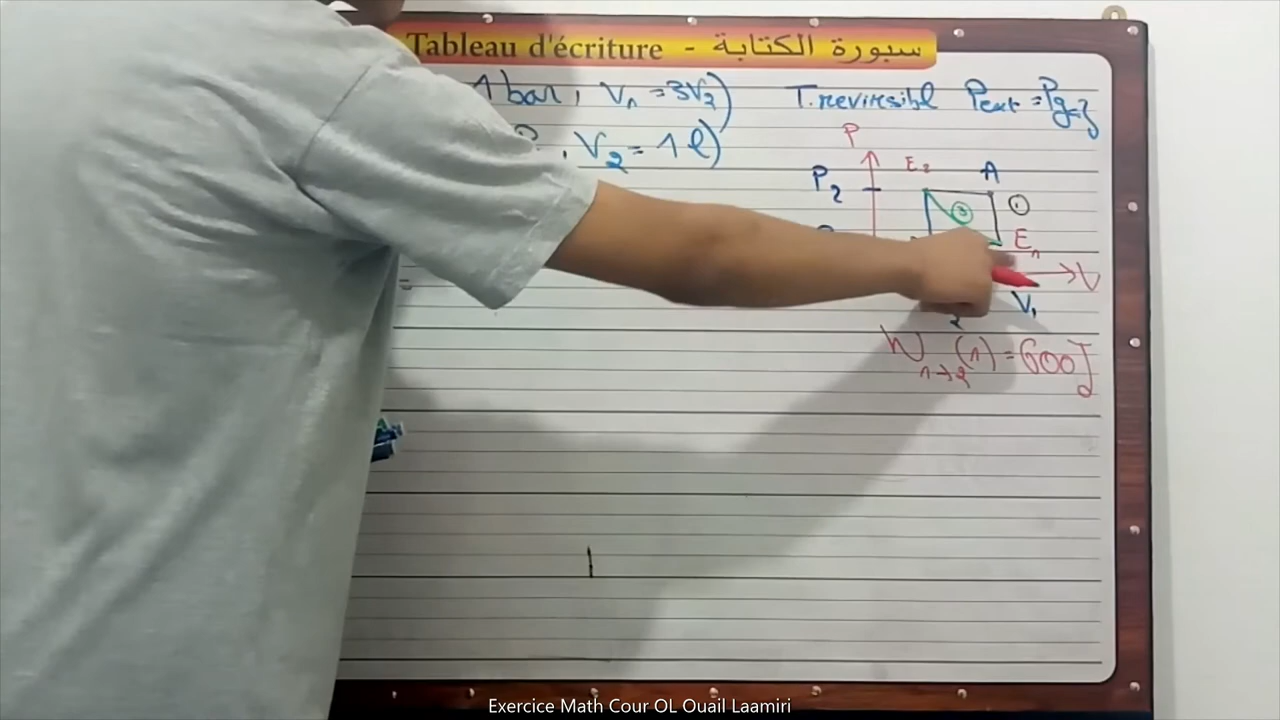 Tableau d'écriture - سبورة الكتابة
1 bar, V₁ = 3V₂) T. reversibl Pext = Pgaz
, V₂ = 1 l)
P
E₂ A
P₂
③ ①
E₁
V
V₁
2
=
W₁→₂ (1) = 600 J
Exercice Math Cour OL Ouail Laamiri